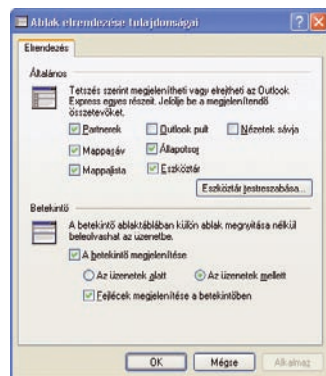 Ablak elrendezése tulajdonságai
Elrendezés
Általános
Tetszés szerint megjelenítheti vagy elrejtheti az Outlook
Express egyes részeit. Jelölje be a megjelenítendő
összetevőket.
Partnerek Outlook pult Nézetek sávja
Mappasáv Állapotsor
Mappalista Eszköztár
Eszköztár testreszabása...
Betekintő
A betekintő ablaktáblában külön ablak megnyitása nélkül
beleolvashat az üzenetbe.
A betekintő megjelenítése
Az üzenetek alatt Az üzenetek mellett
Fejlécek megjelenítése a betekintőben
OK Mégse Alkalmaz